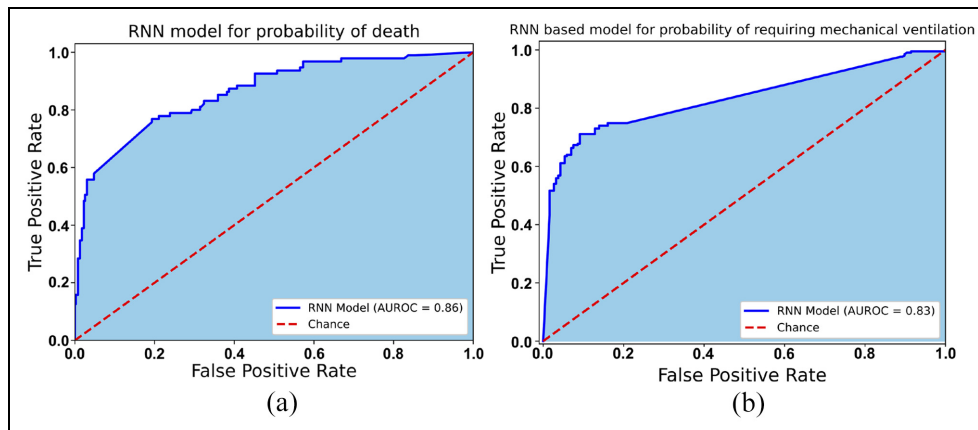 RNN model for probability of death
1.0
0.8
0.6
0.4
0.2
0.0
True Positive Rate
RNN Model (AUROC = 0.86)
Chance
0.0 0.2 0.4 0.6 0.8 1.0
False Positive Rate
(a)
RNN based model for probability of requiring mechanical ventilation
1.0
0.8
0.6
0.4
0.2
0.0
True Positive Rate
RNN Model (AUROC = 0.83)
Chance
0.0 0.2 0.4 0.6 0.8 1.0
False Positive Rate
(b)